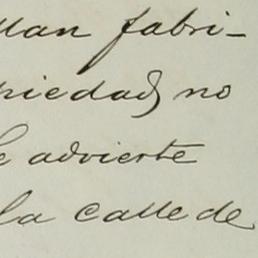 llan fabri-
piedad, no
e advierte
la calle de